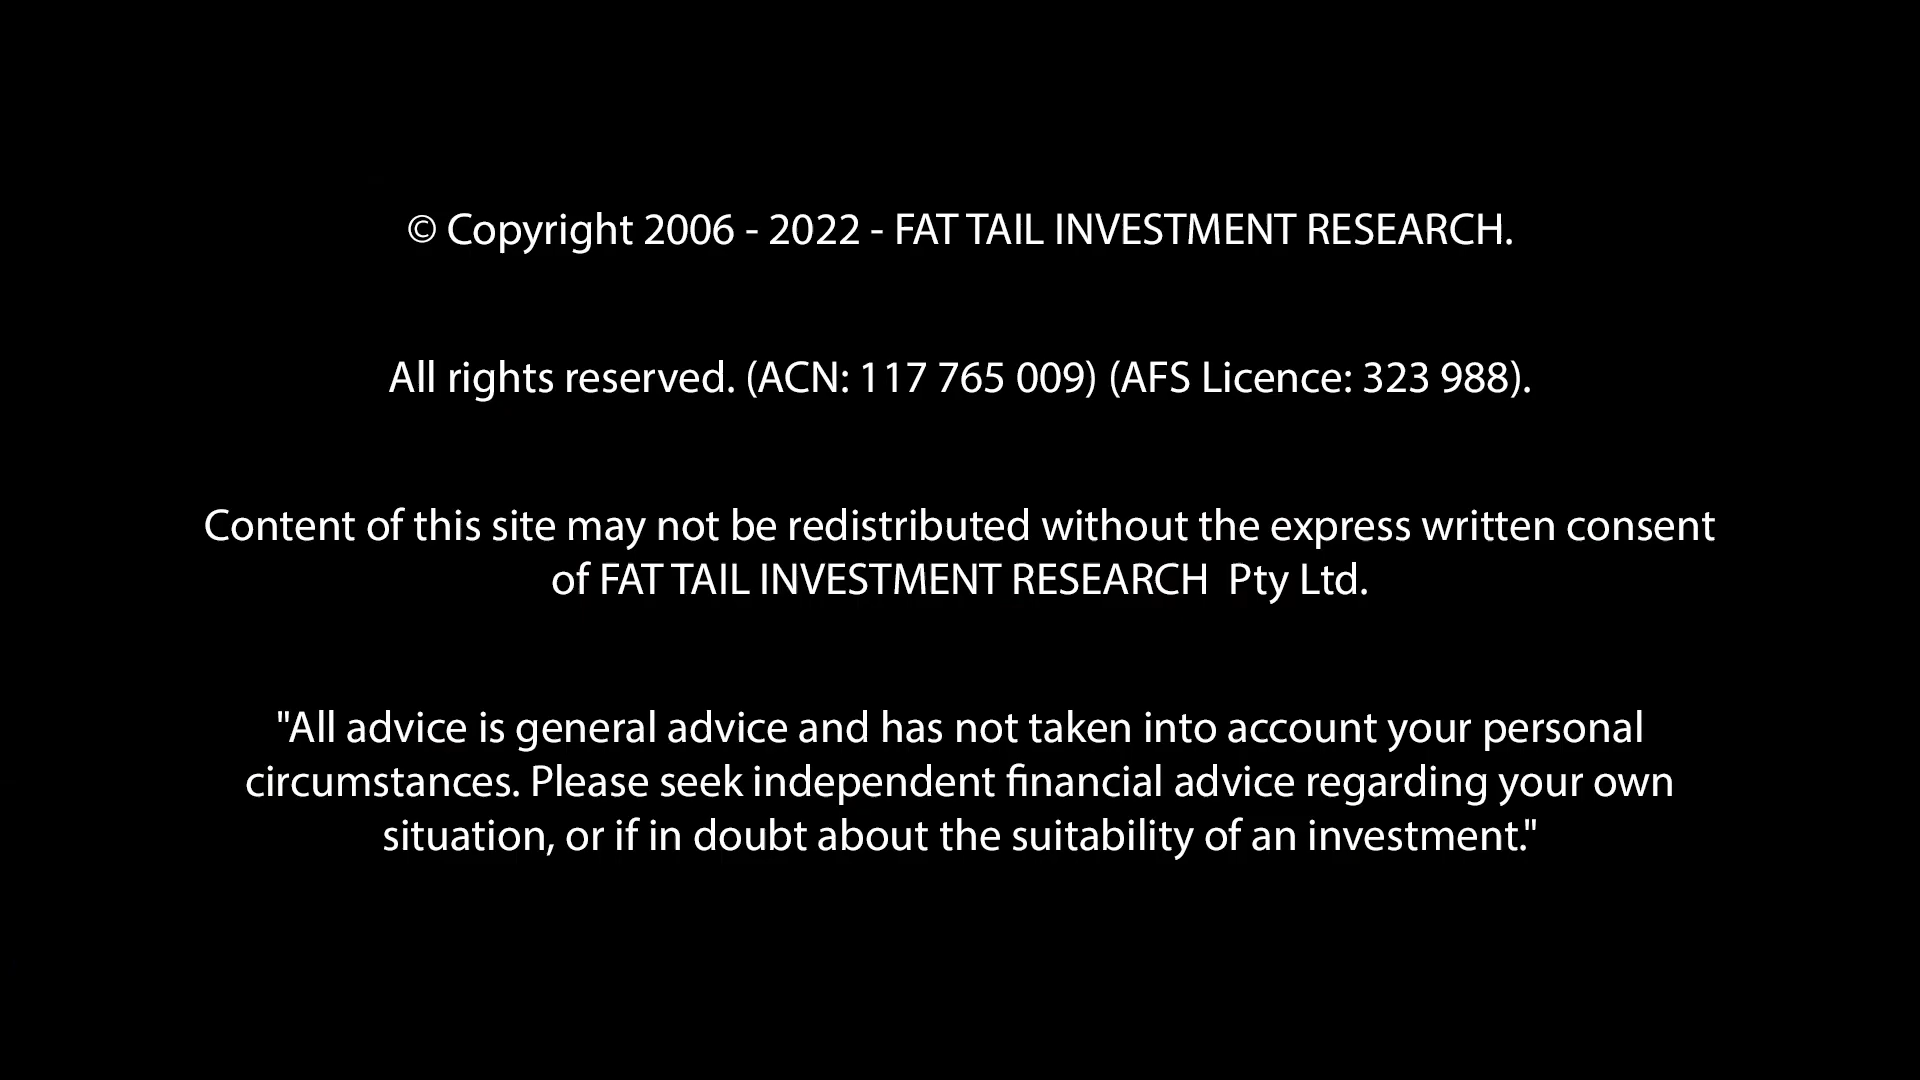 © Copyright 2006 - 2022 - FAT TAIL INVESTMENT RESEARCH.
All rights reserved. (ACN: 117 765 009) (AFS Licence: 323 988).
Content of this site may not be redistributed without the express written consent
of FAT TAIL INVESTMENT RESEARCH  Pty Ltd.
"All advice is general advice and has not taken into account your personal
circumstances. Please seek independent financial advice regarding your own
situation, or if in doubt about the suitability of an investment."